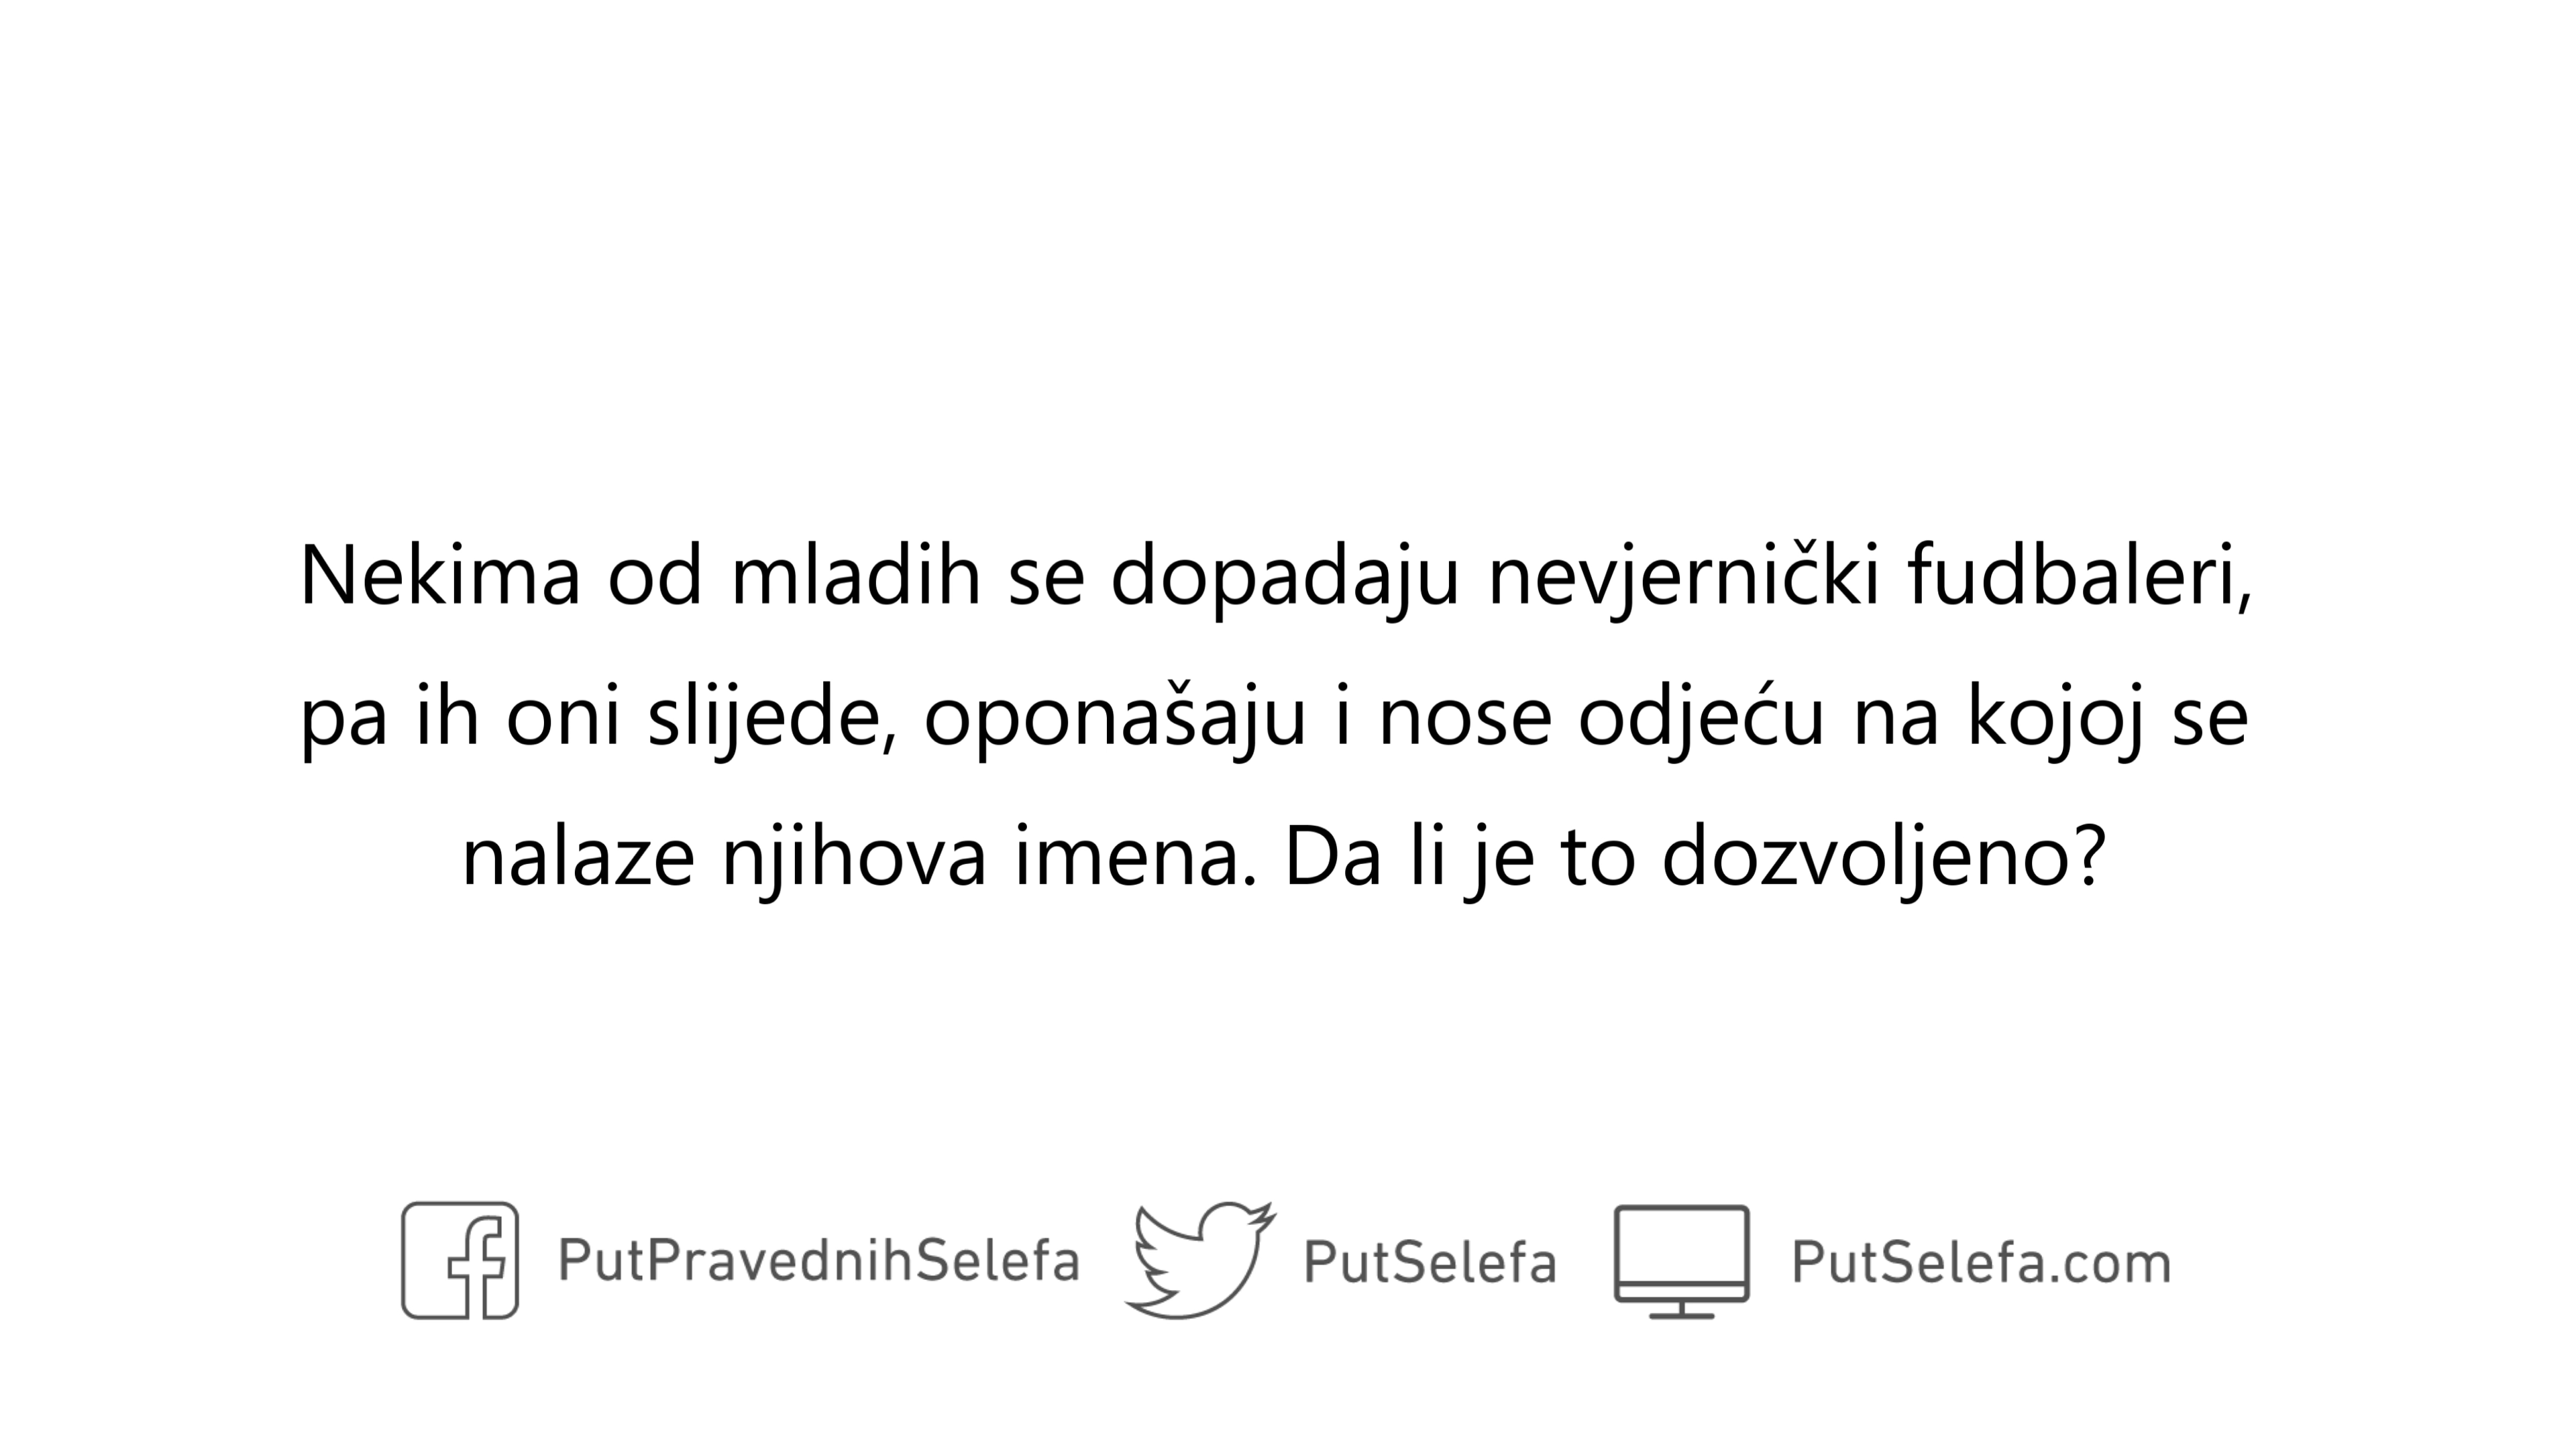 Nekima od mladih se dopadaju nevjernički fudbaleri,
pa ih oni slijede, oponašaju i nose odjeću na kojoj se
nalaze njihova imena. Da li je to dozvoljeno?
PutPravednihSelefa PutSelefa PutSelefa.com